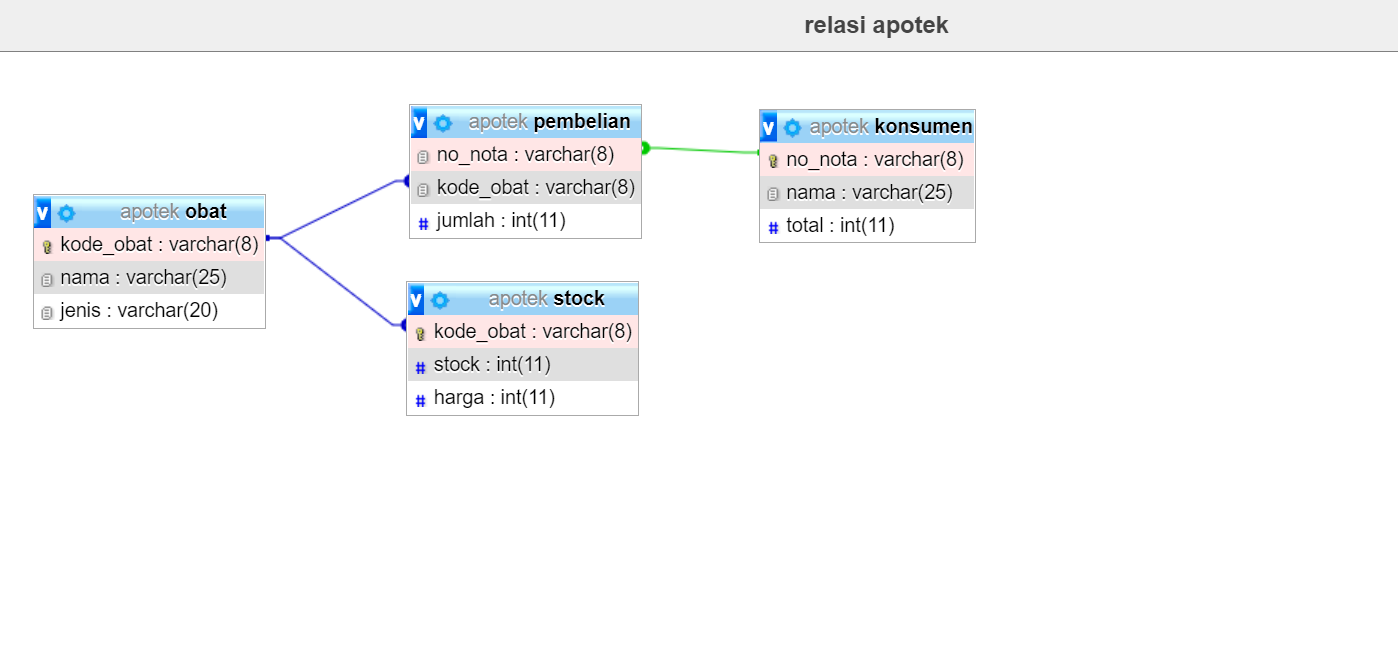 relasi apotek
v apotek obat
kode_obat : varchar(8)
nama : varchar(25)
# jenis : varchar(20)
v apotek pembelian
no_nota : varchar(8)
kode_obat : varchar(8)
# jumlah : int(11)
v apotek stock
kode_obat : varchar(8)
# stock : int(11)
# harga : int(11)
v apotek konsumen
no_nota : varchar(8)
nama : varchar(25)
# total : int(11)